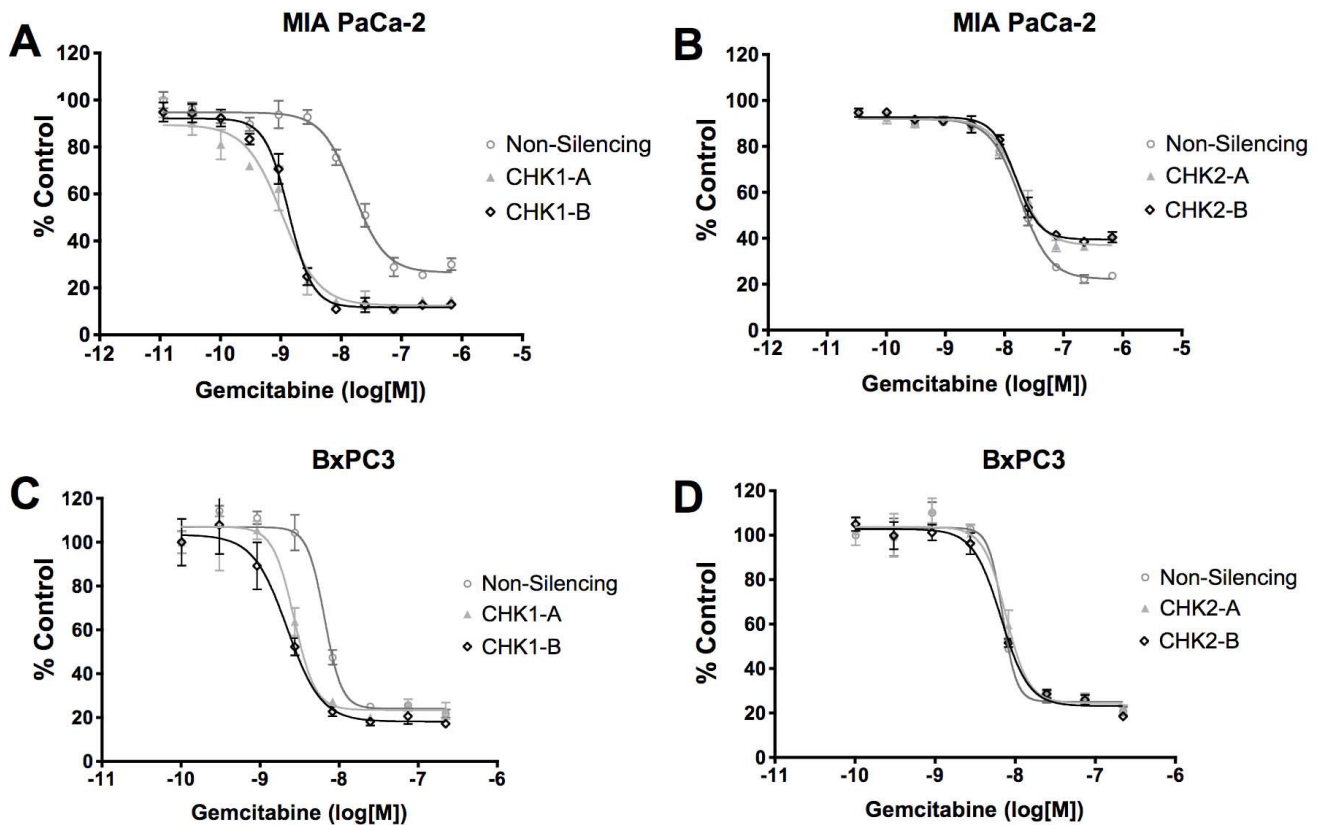 A
MIA PaCa-2
120
100
80
60
40
20
0
% Control
-12 -11 -10 -9 -8 -7 -6 -5
Gemcitabine (log[M])
Non-Silencing
CHK1-A
CHK1-B
B
MIA PaCa-2
120
100
80
60
40
20
0
% Control
-12 -11 -10 -9 -8 -7 -6 -5
Gemcitabine (log[M])
Non-Silencing
CHK2-A
CHK2-B
C
BxPC3
120
100
80
60
40
20
0
% Control
-11 -10 -9 -8 -7 -6
Gemcitabine (log[M])
Non-Silencing
CHK1-A
CHK1-B
D
BxPC3
120
100
80
60
40
20
0
% Control
-11 -10 -9 -8 -7 -6
Gemcitabine (log[M])
Non-Silencing
CHK2-A
CHK2-B